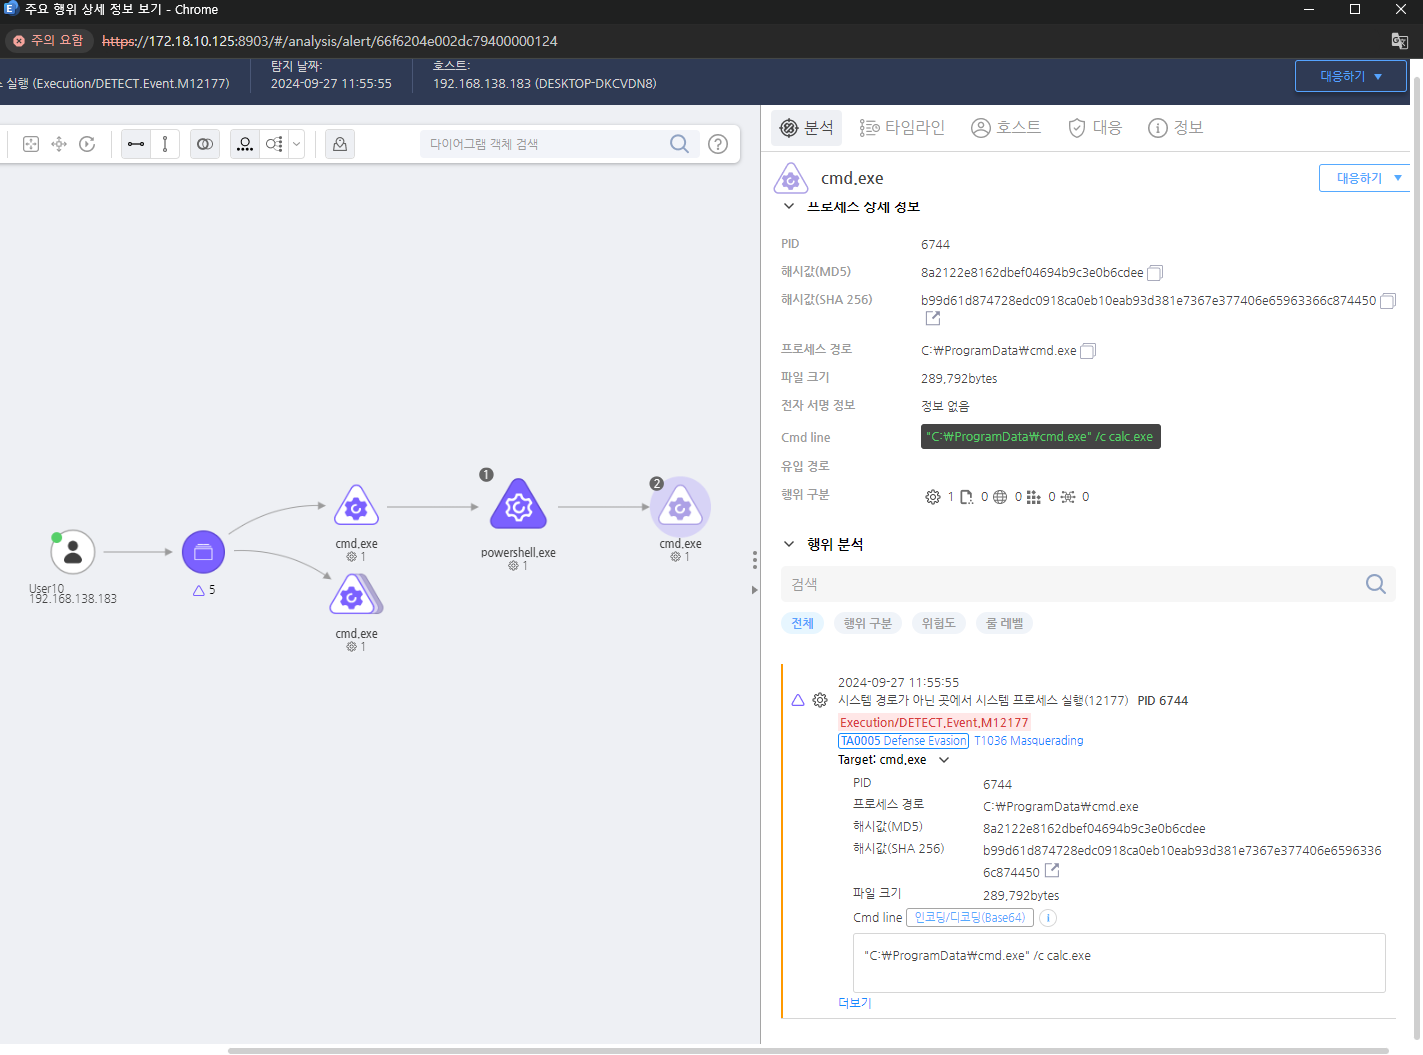 주요 행위 상세 정보 보기 - Chrome
주의 요함 https://172.18.10.125:8903/#/analysis/alert/66f6204e002dc79400000124
스 실행 (Execution/DETECT.Event.M12177)
탐지 날짜:
2024-09-27 11:55:55
호스트:
192.168.138.183 (DESKTOP-DKCVDN8)
대응하기
다이어그램 객체 검색
?
분석 타임라인 호스트 대응 정보
cmd.exe
대응하기
프로세스 상세 정보
PID 6744
해시값(MD5) 8a2122e8162dbef04694b9c3e0b6cdee
해시값(SHA 256) b99d61d874728edc0918ca0eb10eab93d381e7367e377406e65963366c874450
프로세스 경로 C:₩ProgramData₩cmd.exe
파일 크기 289,792bytes
전자 서명 정보 정보 없음
Cmd line "C:₩ProgramData₩cmd.exe" /c calc.exe
유입 경로
행위 구분 1 0 0 0 0
User10
192.168.138.183
5
cmd.exe
1
cmd.exe
1
1
powershell.exe
1
2
cmd.exe
1
행위 분석
검색
전체 행위 구분 위험도 룰 레벨
2024-09-27 11:55:55
시스템 경로가 아닌 곳에서 시스템 프로세스 실행(12177) PID 6744
Execution/DETECT.Event.M12177
TA0005 Defense Evasion T1036 Masquerading
Target: cmd.exe
PID 6744
프로세스 경로 C:₩ProgramData₩cmd.exe
해시값(MD5) 8a2122e8162dbef04694b9c3e0b6cdee
해시값(SHA 256) b99d61d874728edc0918ca0eb10eab93d381e7367e377406e6596336
6c874450
파일 크기 289,792bytes
Cmd line 인코딩/디코딩(Base64) i
"C:₩ProgramData₩cmd.exe" /c calc.exe
더보기